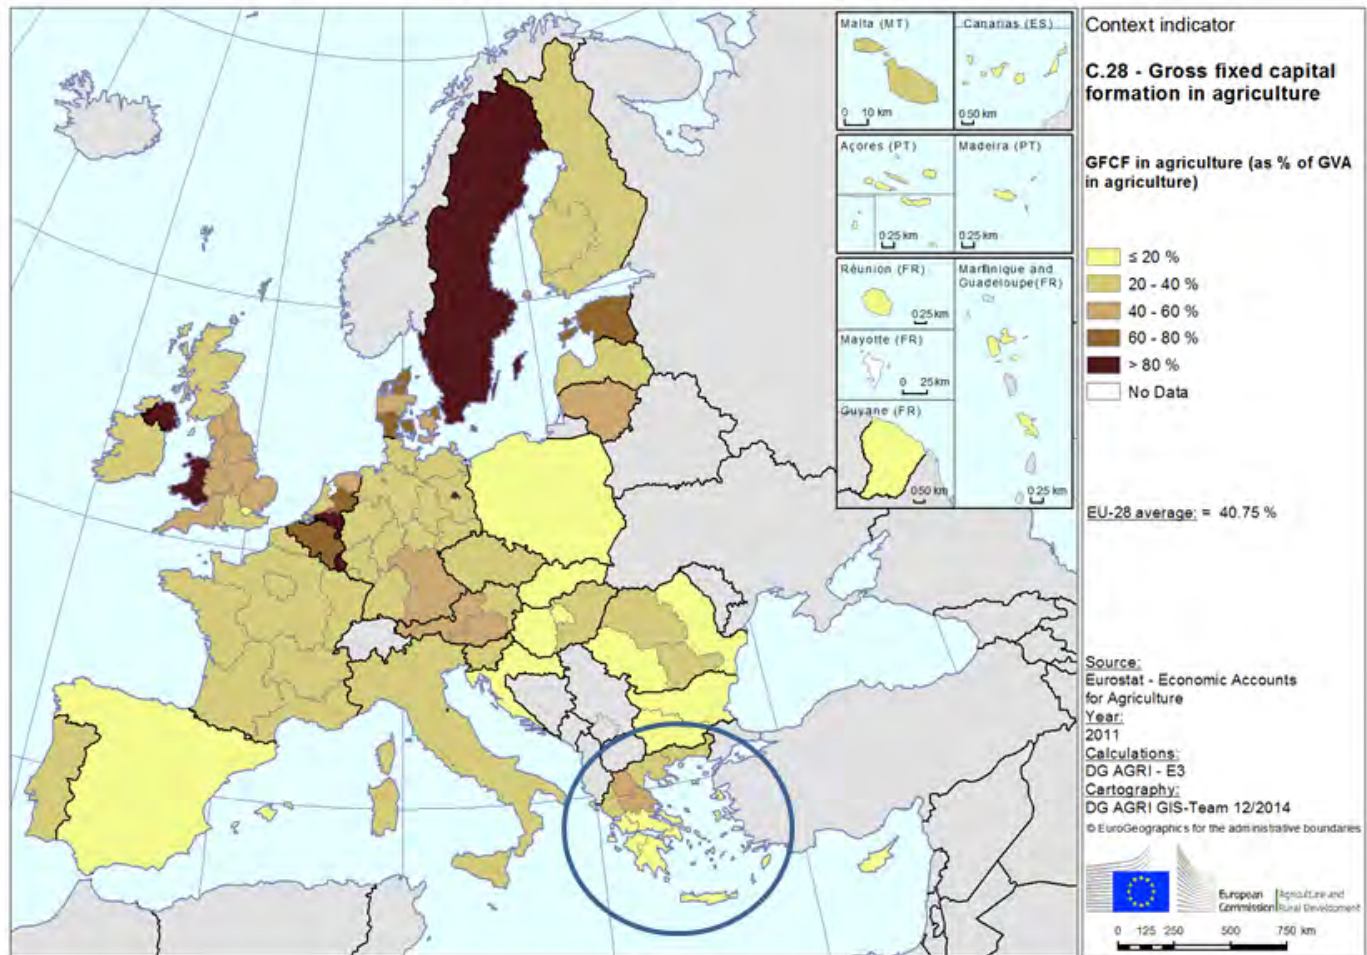 Malta (MT)
0 10 km
Canarias (ES)
0 50 km
Açores (PT)
0 25 km
Madeira (PT)
0 25 km
Réunion (FR)
0 25 km
Martinique and
Guadeloupe(FR)
0 25 km
Mayotte (FR)
0 25 km
Guyane (FR)
0 50 km
Context indicator
C.28 - Gross fixed capital
formation in agriculture
GFCF in agriculture (as % of GVA
in agriculture)
≤ 20 %
20 - 40 %
40 - 60 %
60 - 80 %
> 80 %
No Data
EU-28 average: = 40.75 %
Source:
Eurostat - Economic Accounts
for Agriculture
Year:
2011
Calculations:
DG AGRI - E3
Cartography:
DG AGRI GIS-Team 12/2014
© EuroGeographics for the administrative boundaries
European
Commission
Agriculture and
Rural Development
0 125 250 500 750 km